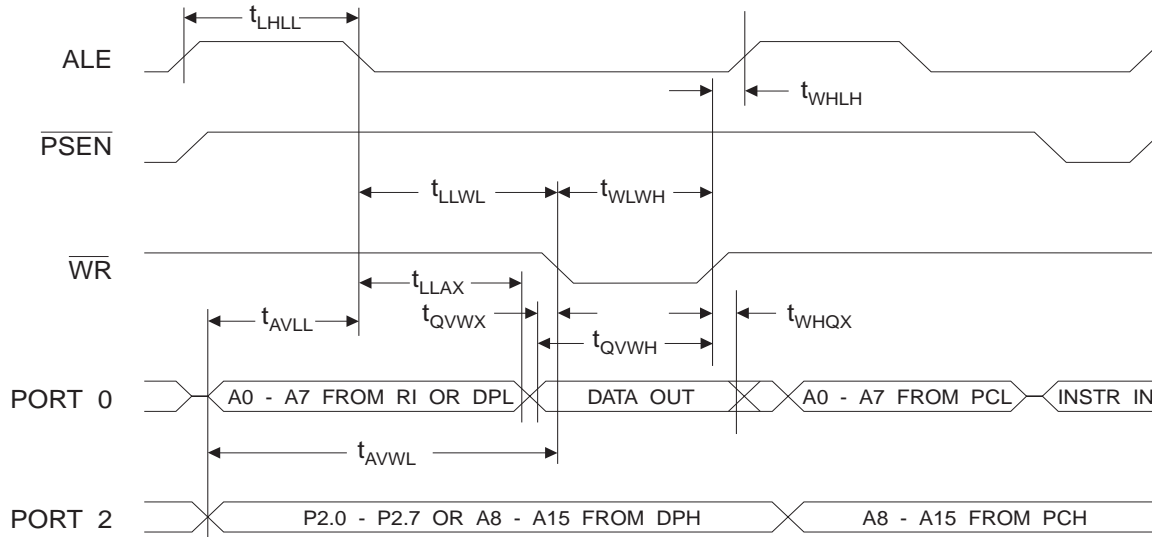 tLHLL
ALE
tWHLH
PSEN
tLLWL
tWLWH
WR
tLLAX
tAVLL
tQVWX
tWHQX
tQVWH
PORT 0
A0 - A7 FROM RI OR DPL
DATA OUT
A0 - A7 FROM PCL
INSTR IN
tAVWL
PORT 2
P2.0 - P2.7 OR A8 - A15 FROM DPH
A8 - A15 FROM PCH